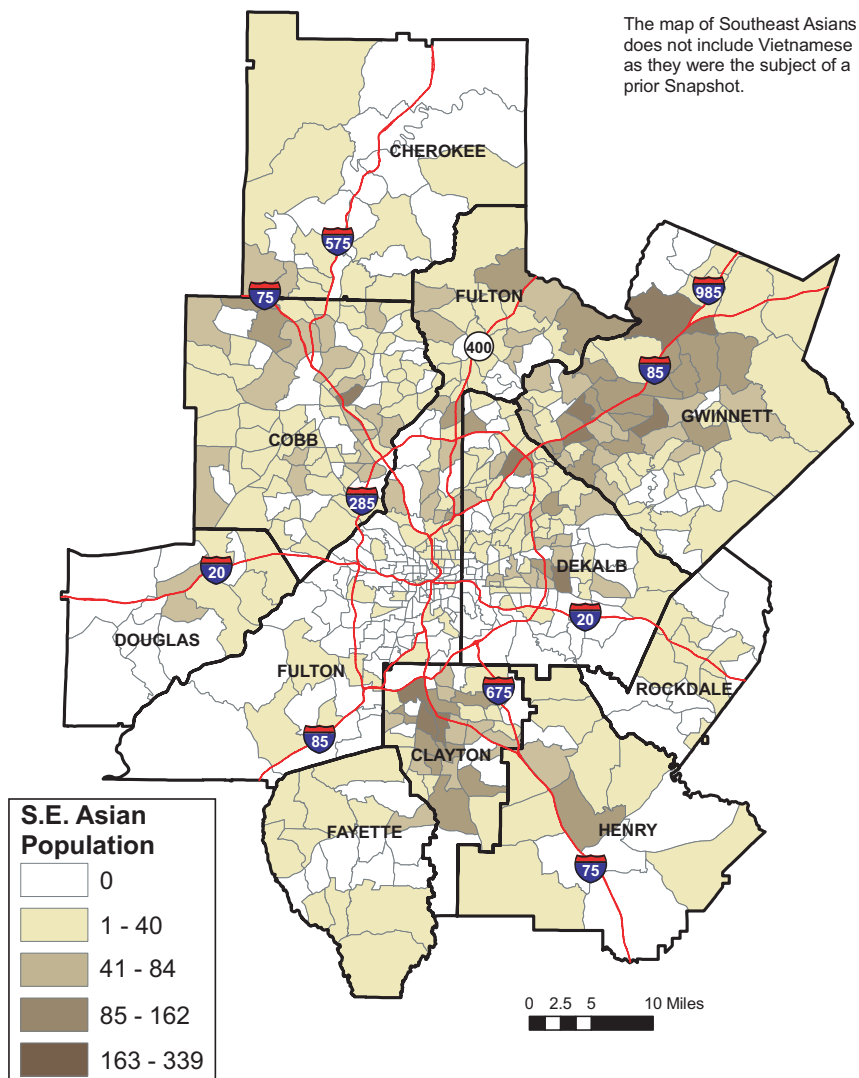 The map of Southeast Asians
does not include Vietnamese
as they were the subject of a
prior Snapshot.
CHEROKEE
575
75
FULTON
985
400
85
GWINNETT
COBB
285
20
DEKALB
DOUGLAS
20
FULTON
ROCKDALE
675
85
CLAYTON
FAYETTE
HENRY
75
S.E. Asian
Population
0
1 - 40
41 - 84
85 - 162
163 - 339
0 2.5 5 10 Miles